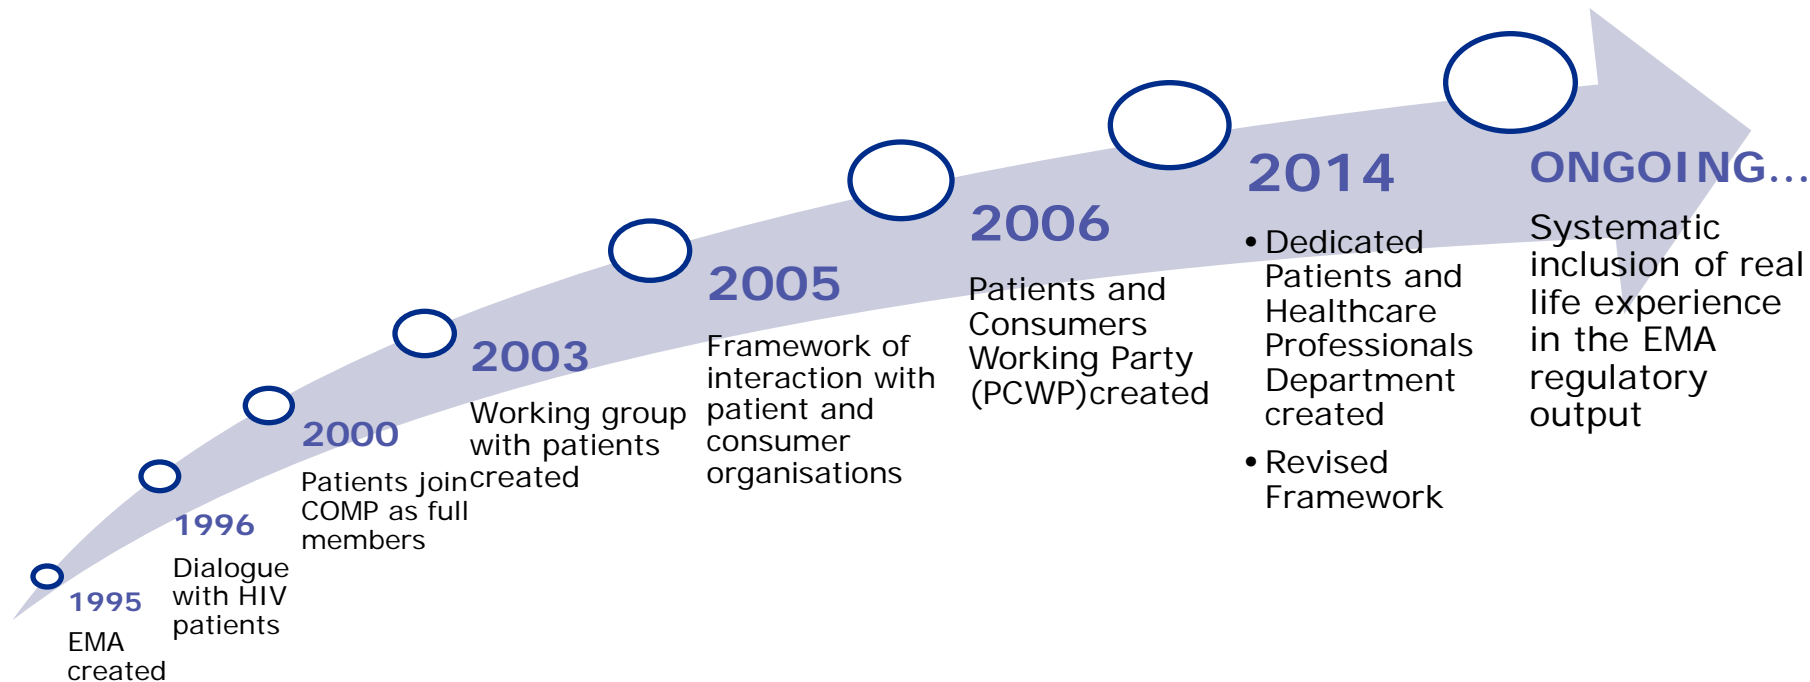 1995
EMA
created
1996
Dialogue
with HIV
patients
2000
Patients join
COMP as full
members
2003
Working group
with patients
created
2005
Framework of
interaction with
patient and
consumer
organisations
2006
Patients and
Consumers
Working Party
(PCWP)created
2014
• Dedicated
Patients and
Healthcare
Professionals
Department
created
• Revised
Framework
ONGOING...
Systematic
inclusion of real
life experience
in the EMA
regulatory
output